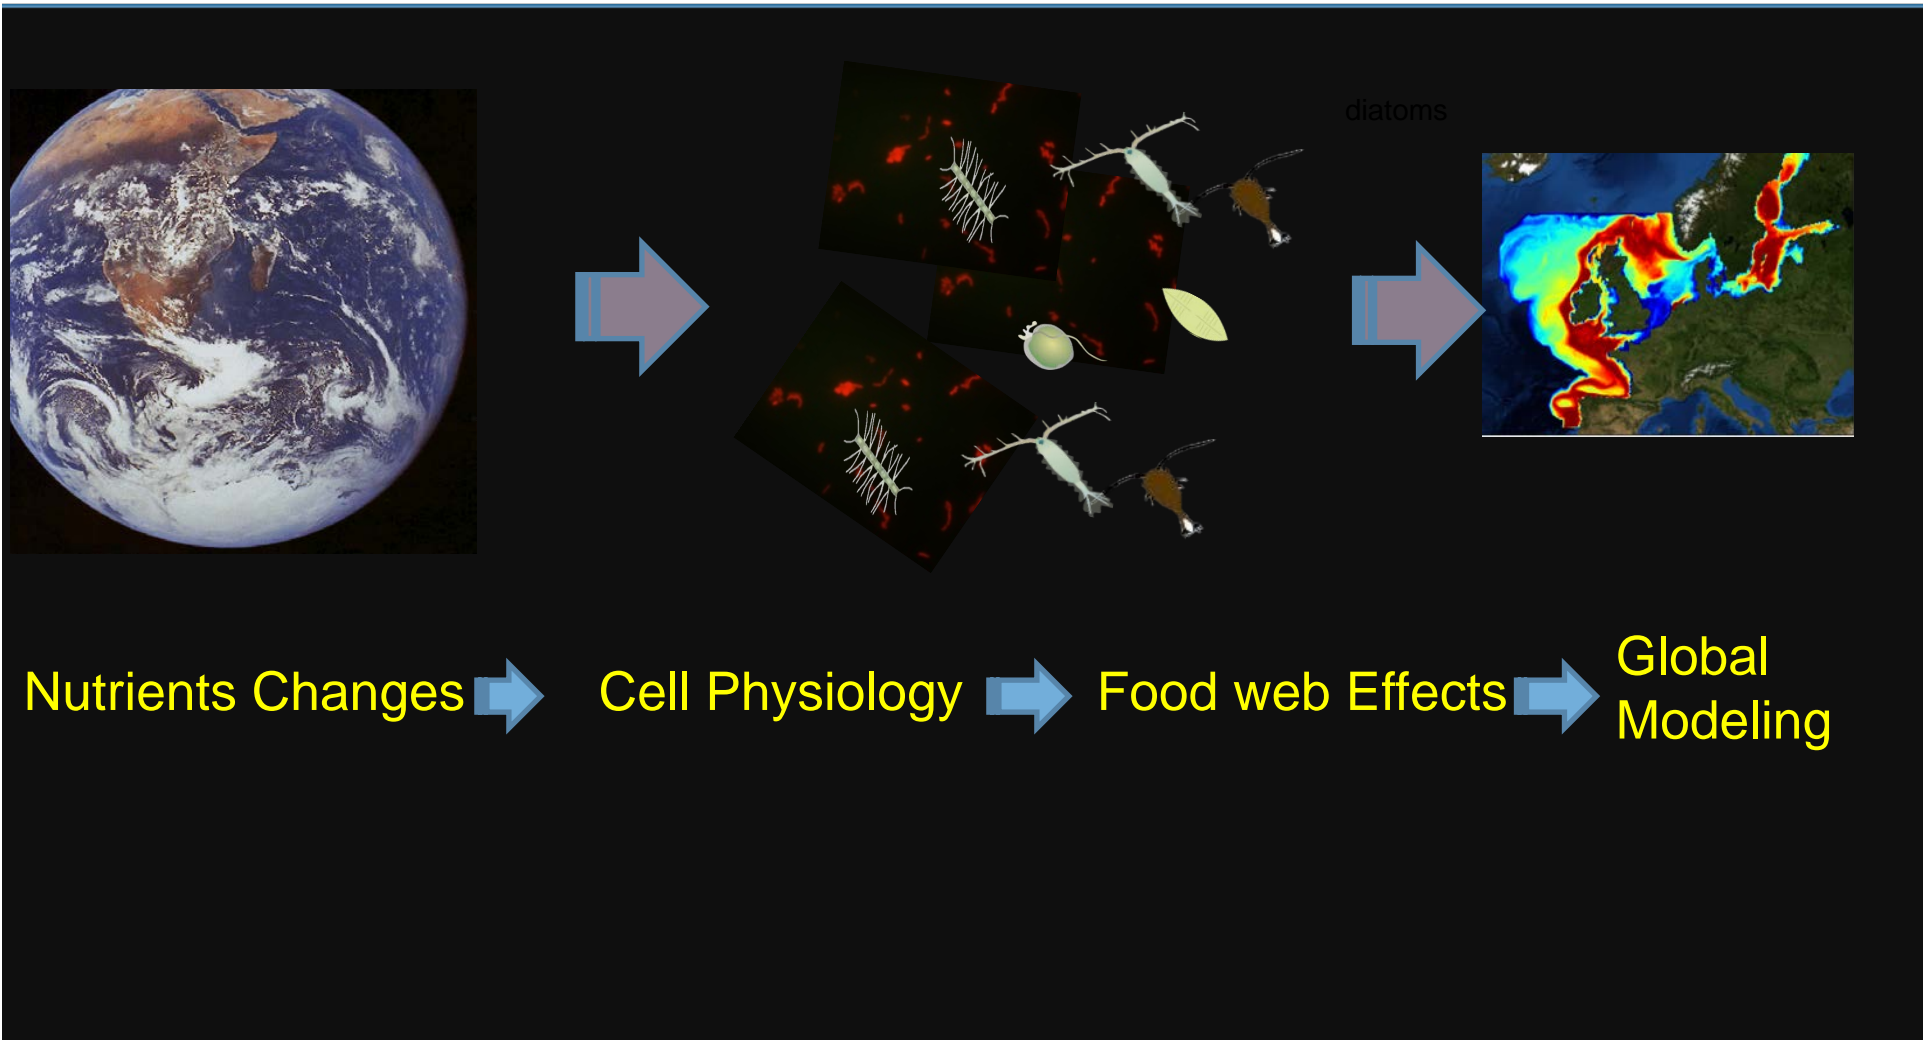 diatoms
Nutrients Changes
Cell Physiology
Food web Effects
Global
Modeling